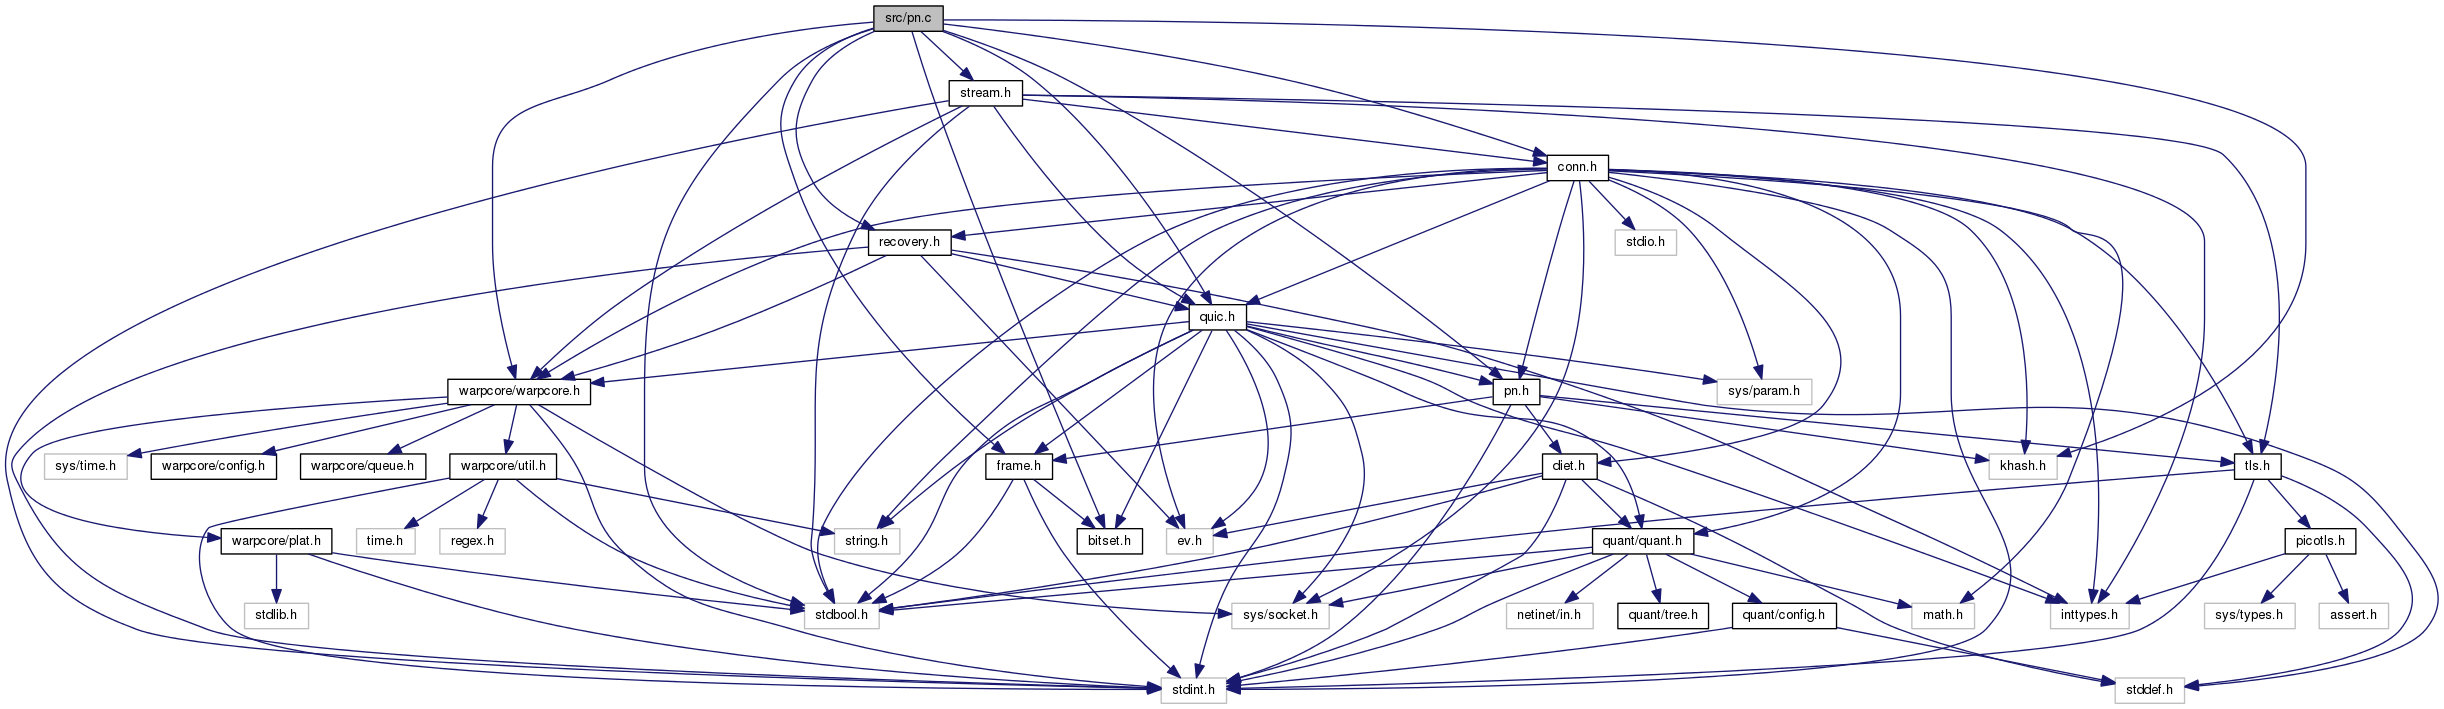 src/pn.c
stream.h
conn.h
recovery.h
stdio.h
quic.h
warpcore/warpcore.h
pn.h
sys/param.h
sys/time.h
warpcore/config.h
warpcore/queue.h
warpcore/util.h
frame.h
diet.h
khash.h
tls.h
warpcore/plat.h
time.h
regex.h
string.h
bitset.h
ev.h
quant/quant.h
picotls.h
stdlib.h
stdbool.h
sys/socket.h
netinet/in.h
quant/tree.h
quant/config.h
math.h
inttypes.h
sys/types.h
assert.h
stdint.h
stddef.h